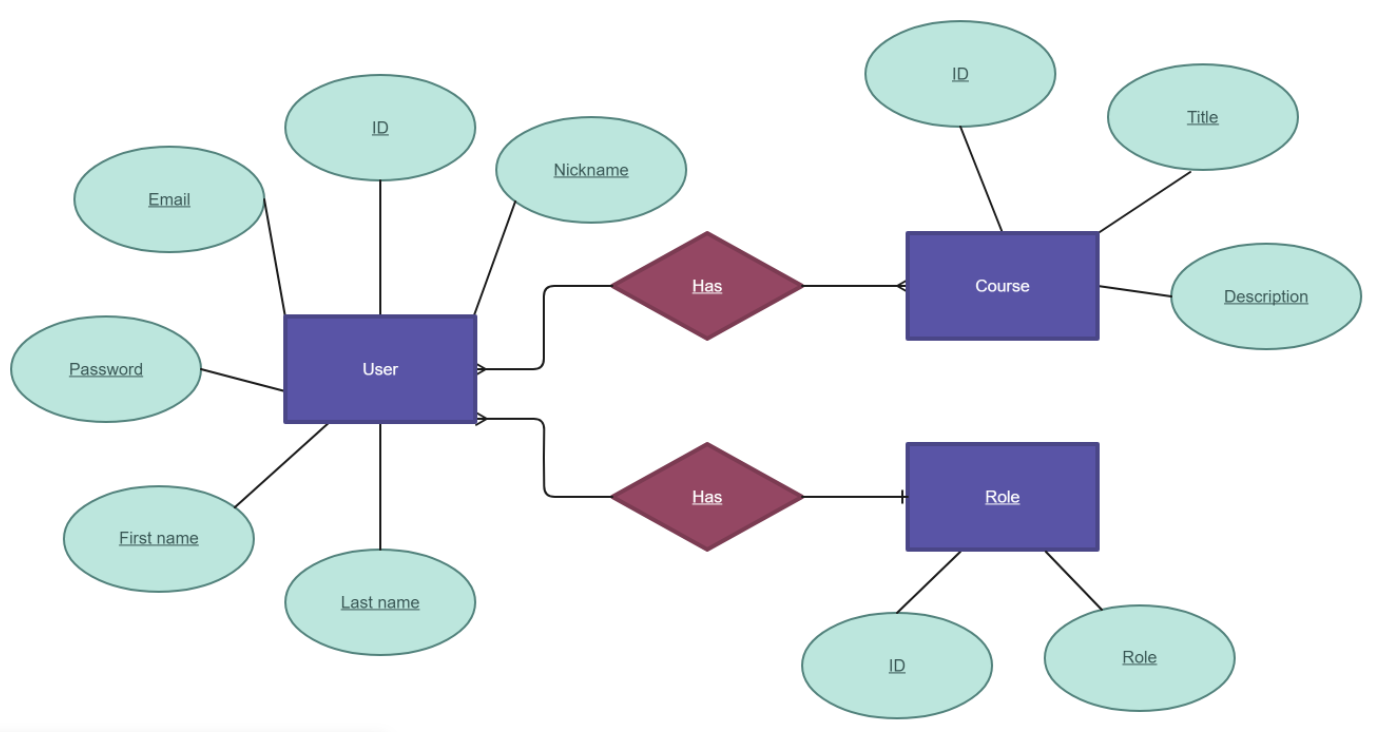 ID
Title
ID
Nickname
Email
Has
Course
Description
User
Password
Has
Role
First name
Last name
ID
Role